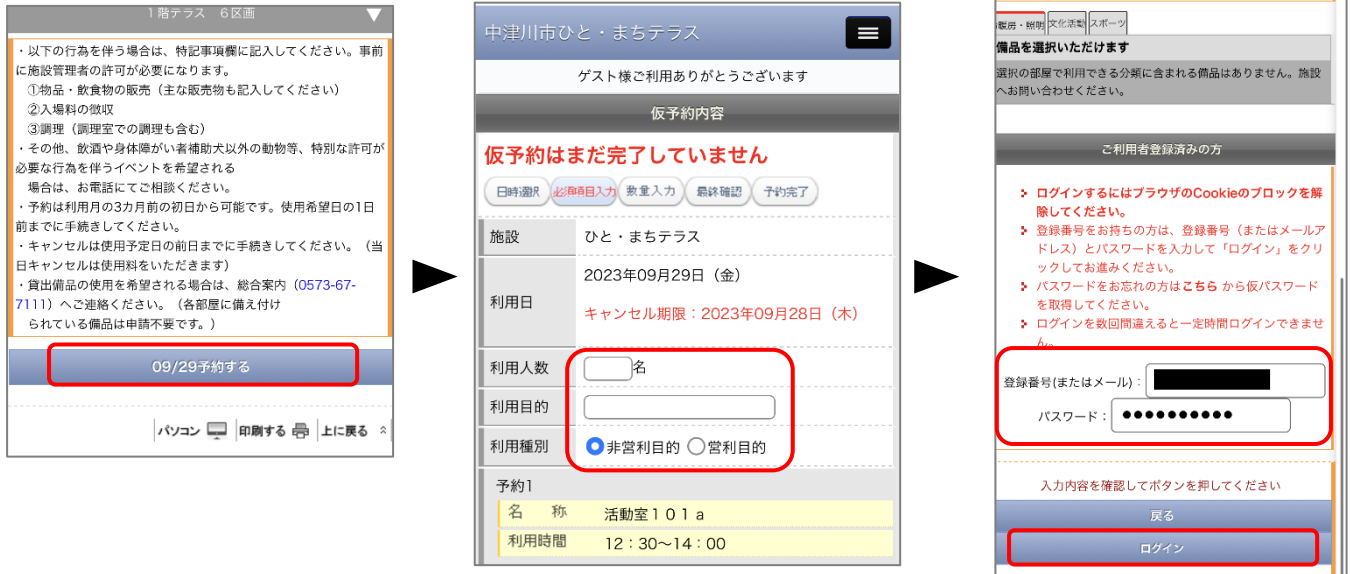 1階テラス　6区画
・以下の行為を伴う場合は、特記事項欄に記入してください。事前
に施設管理者の許可が必要になります。
①物品・飲食物の販売（主な販売物も記入してください）
②入場料の徴収
③調理（調理室での調理も含む）
・その他、飲酒や身体障がい者補助犬以外の動物等、特別な許可が
必要な行為を伴うイベントを希望される
場合は、お電話にてご相談ください。
・予約は利用月の3カ月前の初日から可能です。使用希望日の1日
前までに手続きしてください。
・キャンセルは使用予定日の前日までに手続きしてください。（当
日キャンセルは使用料をいただきます）
・貸出備品の使用を希望される場合は、総合案内（0573-67-
7111）へご連絡ください。（各部屋に備え付け
られている備品は申請不要です。）
09/29予約する
パソコン 印刷する 上に戻る
中津川市ひと・まちテラス
ゲスト様ご利用ありがとうございます
仮予約内容
仮予約はまだ完了していません
日時選択 必須項目入力 数量入力 最終確認 予約完了
施設 ひと・まちテラス
利用日 2023年09月29日（金）
キャンセル期限：2023年09月28日（木）
利用人数 名
利用目的
利用種別 非営利目的 営利目的
予約1
名　称 活動室１０１ａ
利用時間 12：30～14：00
暖房・照明 文化活動 スポーツ
備品を選択いただけます
選択の部屋で利用できる分類に含まれる備品はありません。施設
へお問い合わせください。
ご利用者登録済みの方
ログインするにはブラウザのCookieのブロックを解
除してください。
登録番号をお持ちの方は、登録番号（またはメールア
ドレス）とパスワードを入力して「ログイン」をクリ
ックしてお進みください。
パスワードをお忘れの方はこちら から仮パスワード
を取得してください。
ログインを数回間違えると一定時間ログインできませ
ん。
登録番号(またはメール)：
パスワード： ●●●●●●●●●●
入力内容を確認してボタンを押してください
戻る
ログイン